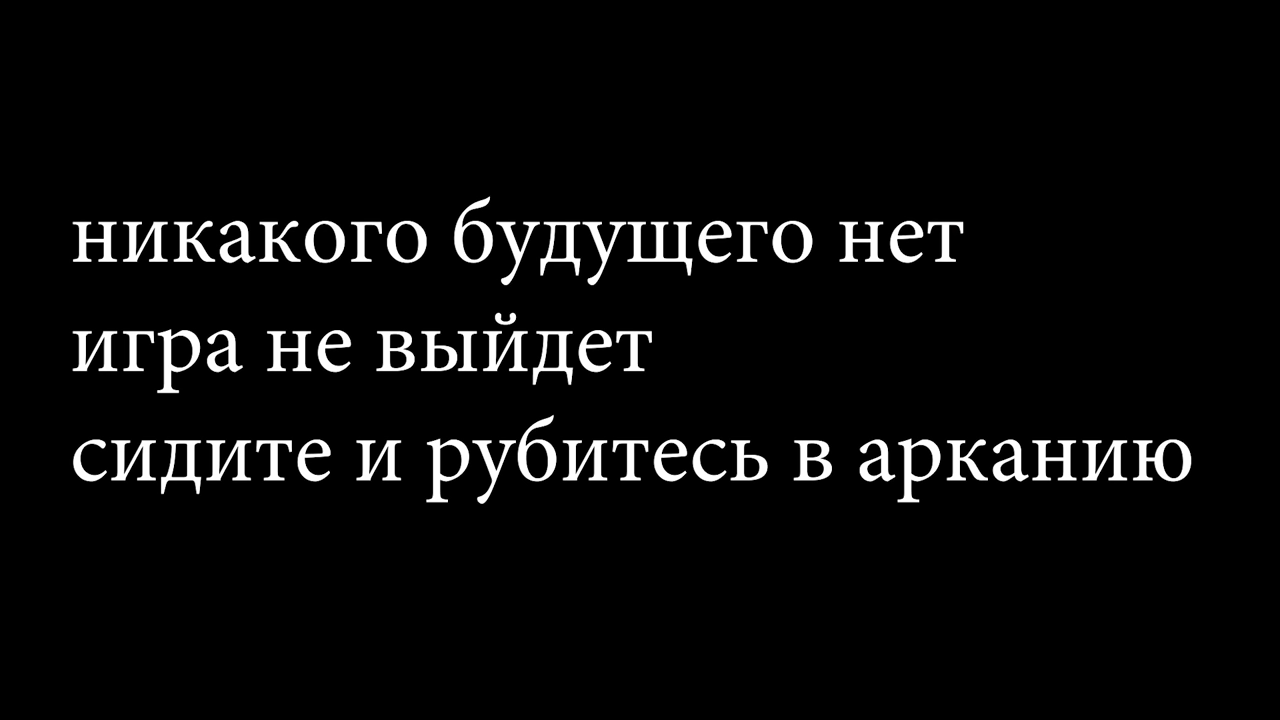 никакого будущего нет
игра не выйдет
сидите и рубитесь в арканию